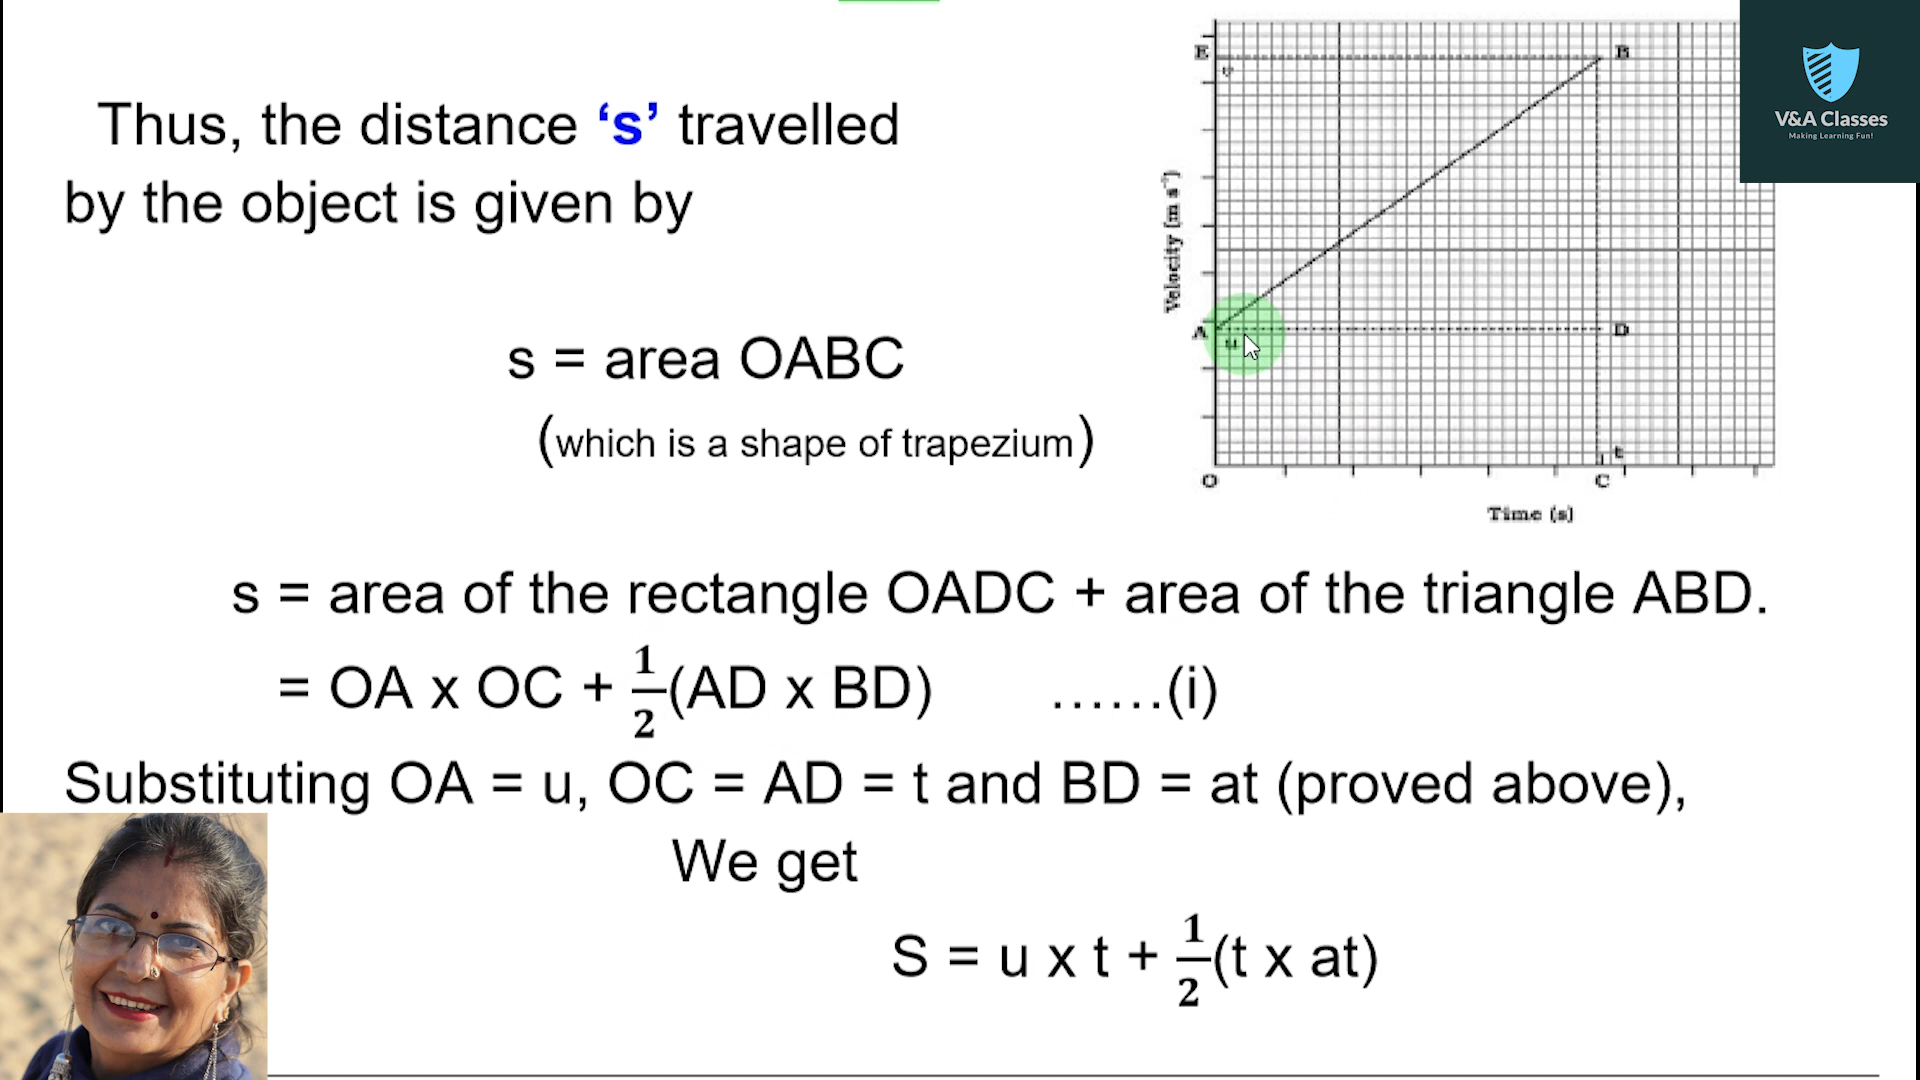 Thus, the distance ‘s’ travelled
by the object is given by
s = area OABC
(which is a shape of trapezium)
s = area of the rectangle OADC + area of the triangle ABD.
= OA x OC + 1/2(AD x BD) ......(i)
Substituting OA = u, OC = AD = t and BD = at (proved above),
We get
S = u x t + 1/2(t x at)
E
v
B
Velocity (m s⁻¹)
A
u
D
t
O
C
Time (s)
V&A Classes
Making Learning Fun!